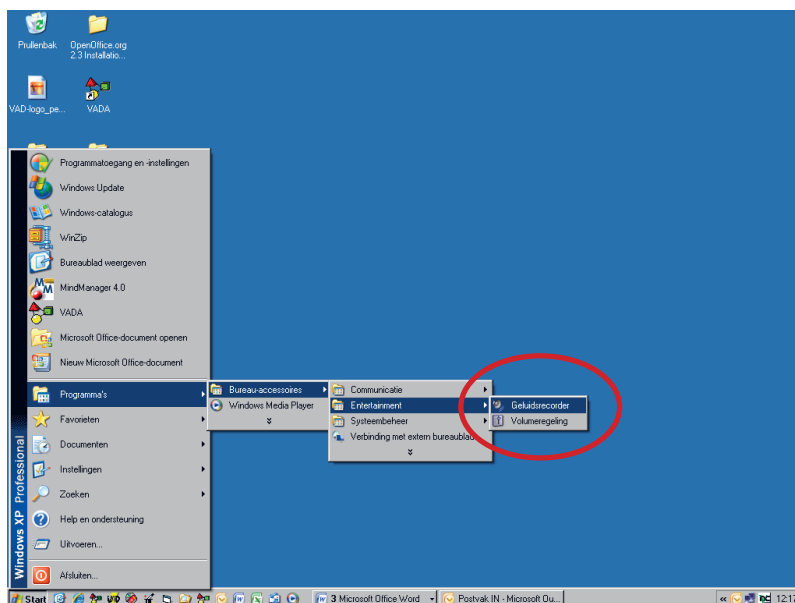 Prullenbak
OpenOffice.org
2.3 Installatio...
VAD-logo_pe...
VADA
Programmatoegang en -instellingen
Windows Update
Windows-catalogus
WinZip
Bureaublad weergeven
MindManager 4.0
VADA
Microsoft Office-document openen
Nieuw Microsoft Office-document
Programma's
Favorieten
Documenten
Instellingen
Zoeken
Help en ondersteuning
Uitvoeren...
Afsluiten...
Windows XP Professional
Bureau-accessoires
Windows Media Player
Communicatie
Entertainment
Systeembeheer
Verbinding met extern bureaublad
Geluidsrecorder
Volumeregeling
Start
3 Microsoft Office Word
Postvak IN - Microsoft Ou...
12:17